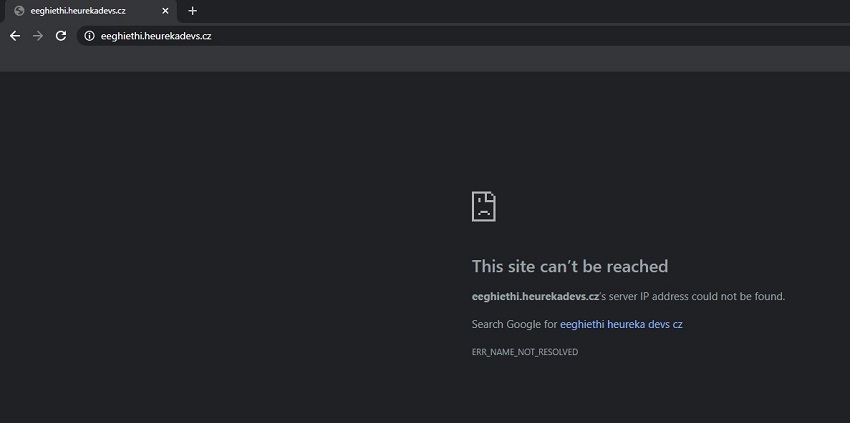 eeghiethi.heurekadevs.cz
eeghiethi.heurekadevs.cz
This site can't be reached
eeghiethi.heurekadevs.cz's server IP address could not be found.
Search Google for eeghiethi heureka devs cz
ERR_NAME_NOT_RESOLVED